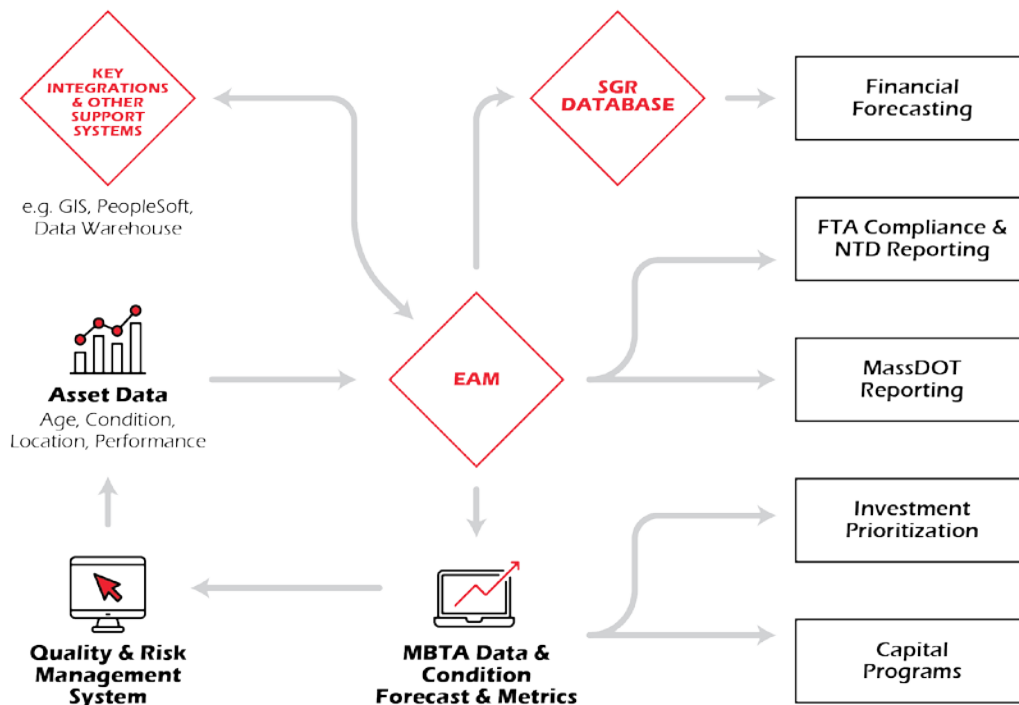 KEY
INTEGRATIONS
& OTHER
SUPPORT
SYSTEMS
e.g. GIS, PeopleSoft,
Data Warehouse
SGR
DATABASE
Financial
Forecasting
FTA Compliance &
NTD Reporting
Asset Data
Age, Condition,
Location, Performance
EAM
MassDOT
Reporting
Investment
Prioritization
Quality & Risk
Management
System
MBTA Data &
Condition
Forecast & Metrics
Capital
Programs